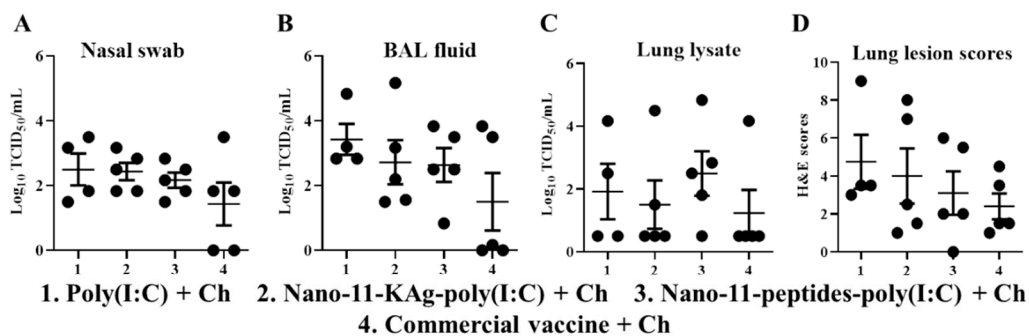 A B C D
Nasal swab BAL fluid Lung lysate Lung lesion scores
Log₁₀ TCID₅₀/mL
6
4
2
0
1 2 3 4
Log₁₀ TCID₅₀/mL
6
4
2
0
1 2 3 4
Log₁₀ TCID₅₀/mL
6
4
2
0
1 2 3 4
H&E scores
10
8
6
4
2
0
1 2 3 4
1. Poly(I:C) + Ch 2. Nano-11-KAg-poly(I:C) + Ch 3. Nano-11-peptides-poly(I:C) + Ch
4. Commercial vaccine + Ch